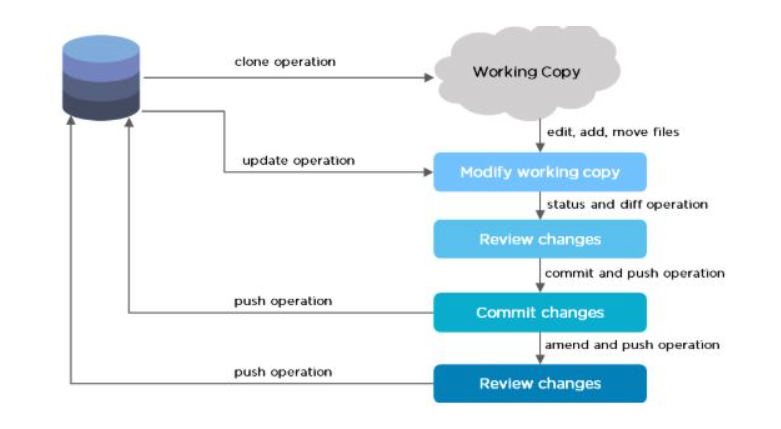 clone operation
Working Copy
edit, add, move files
update operation
Modify working copy
status and diff operation
Review changes
commit and push operation
push operation
Commit changes
amend and push operation
push operation
Review changes